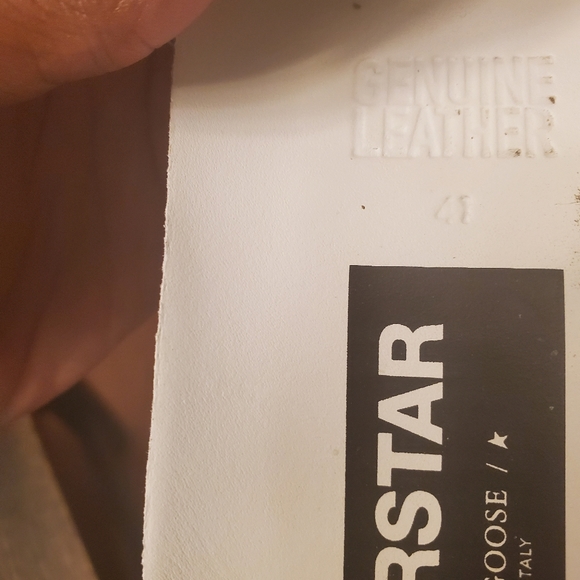 GENUINE
LEATHER
41
RSTAR
GOOSE / ★
TALY